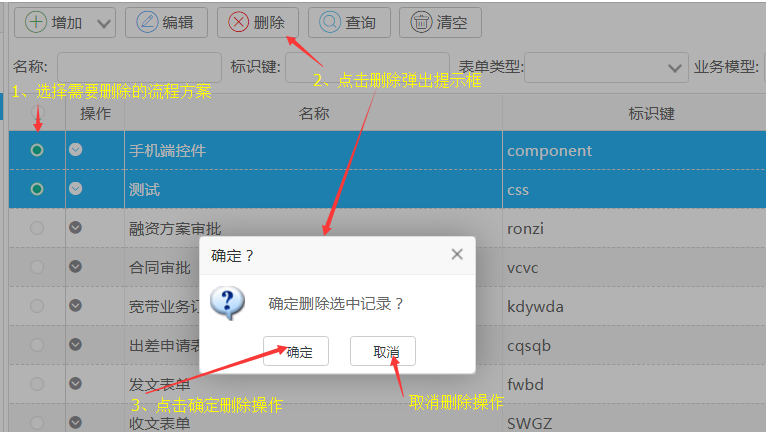 增加 编辑 删除 查询 清空
名称: 标识键: 表单类型: 业务模型:
2、点击删除弹出提示框
1、选择需要删除的流程方案
操作 名称 标识键
手机端控件 component
测试 css
融资方案审批 ronzi
合同审批 vcvc
宽带业务 kdywda
出差申请 cqsqb
发文表单 fwbd
收文表单 SWGZ
确定？
确定删除选中记录？
确定 取消
3、点击确定删除操作
取消删除操作